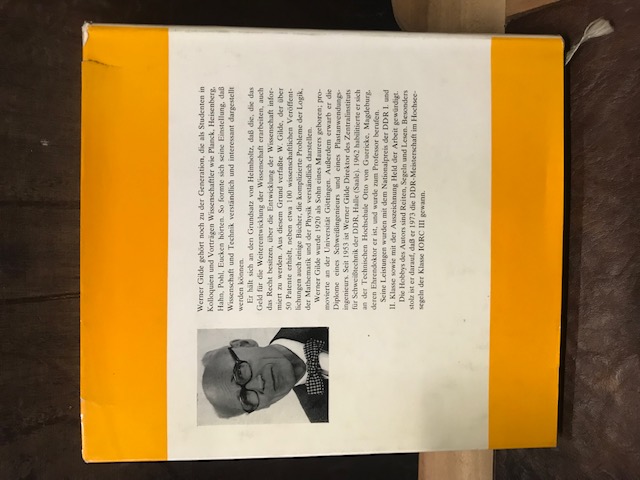 Werner Gilde gehört noch zu der Generation, die als Studenten in
Kolloquien und Vorträgen Wissenschaftler wie Planck, Heisenberg,
Hahn, Pohl, Eucken hörten. So formte sich seine Einstellung, daß
Wissenschaft und Technik verständlich und interessant dargestellt
werden können.
Er hält sich an den Grundsatz von Helmholtz, daß die, die das
Geld für die Weiterentwicklung der Wissenschaft erarbeiten, auch
das Recht besitzen, über die Entwicklung der Wissenschaft infor-
miert zu werden. Aus diesem Grund verfaßte W. Gilde, der über
50 Patente erhielt, neben etwa 100 wissenschaftlichen Veröffent-
lichungen auch einige Bücher, die komplizierte Probleme der Logik,
der Mathematik und der Physik verständlich darstellen.
Werner Gilde wurde 1920 als Sohn eines Maurers geboren; pro-
movierte an der Universität Göttingen. Außerdem erwarb er die
Diplome eines Schweißingenieurs und eines Plastanwendungs-
ingenieurs. Seit 1953 ist Werner Gilde Direktor des Zentralinstituts
für Schweißtechnik der DDR, Halle (Saale). 1962 habilitierte er sich
an der Technischen Hochschule Otto von Guericke, Magdeburg,
deren Ehrendoktor er ist, und wurde zum Professor berufen.
Seine Leistungen wurden mit dem Nationalpreis der DDR I. und
II. Klasse sowie mit der Auszeichnung Held der Arbeit gewürdigt.
Die Hobbys des Autors sind Reiten, Segeln und Lesen. Besonders
stolz ist er darauf, daß er 1973 die DDR-Meisterschaft im Hochsee-
segeln der Klasse IORC III gewann.